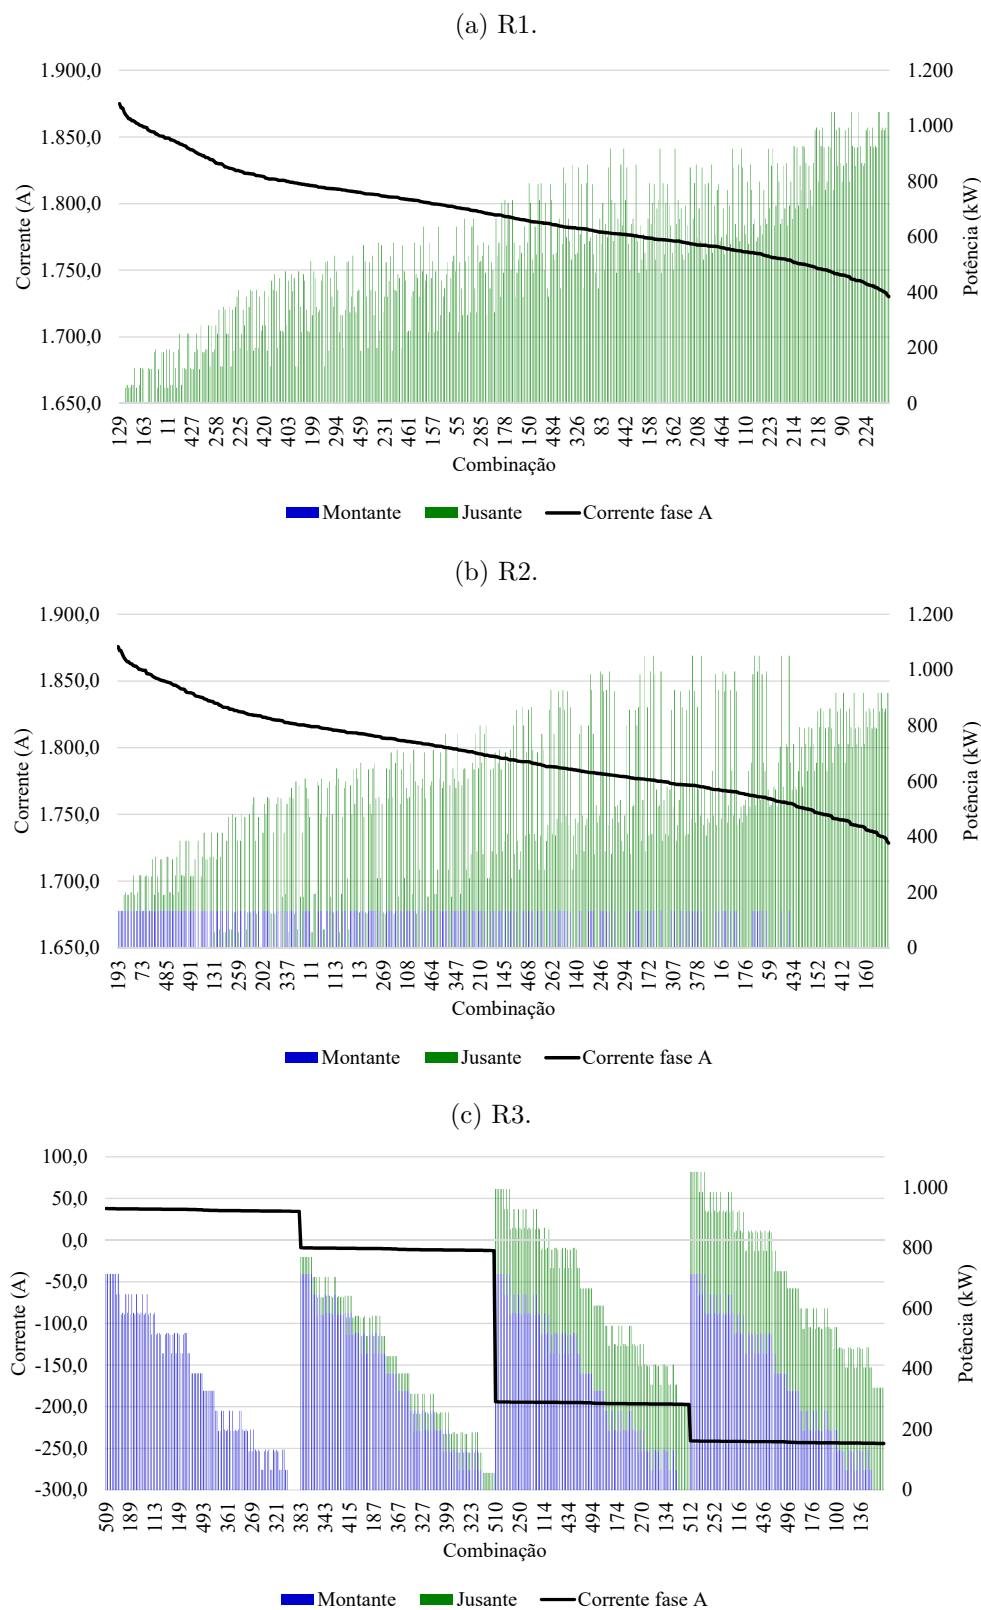 (a) R1.
1.900,0
1.850,0
1.800,0
1.750,0
1.700,0
1.650,0
Corrente (A)
1.200
1.000
800
600
400
200
0
Potência (kW)
129 163 11 427 258 225 420 403 199 294 459 231 461 157 55 285 178 150 484 326 83 442 158 362 208 464 110 223 214 218 90 224
Combinação
Montante Jusante Corrente fase A
(b) R2.
1.900,0
1.850,0
1.800,0
1.750,0
1.700,0
1.650,0
Corrente (A)
1.200
1.000
800
600
400
200
0
Potência (kW)
193 73 485 491 131 259 202 337 11 113 13 269 108 464 347 210 145 468 262 140 246 294 172 307 378 16 176 59 434 152 412 160
Combinação
Montante Jusante Corrente fase A
(c) R3.
100,0
50,0
0,0
-50,0
-100,0
-150,0
-200,0
-250,0
-300,0
Corrente (A)
1.000
800
600
400
200
0
Potência (kW)
509 189 113 149 493 361 269 321 383 343 415 187 367 327 399 323 510 250 114 434 494 174 270 134 512 252 116 436 496 176 100 136
Combinação
Montante Jusante Corrente fase A